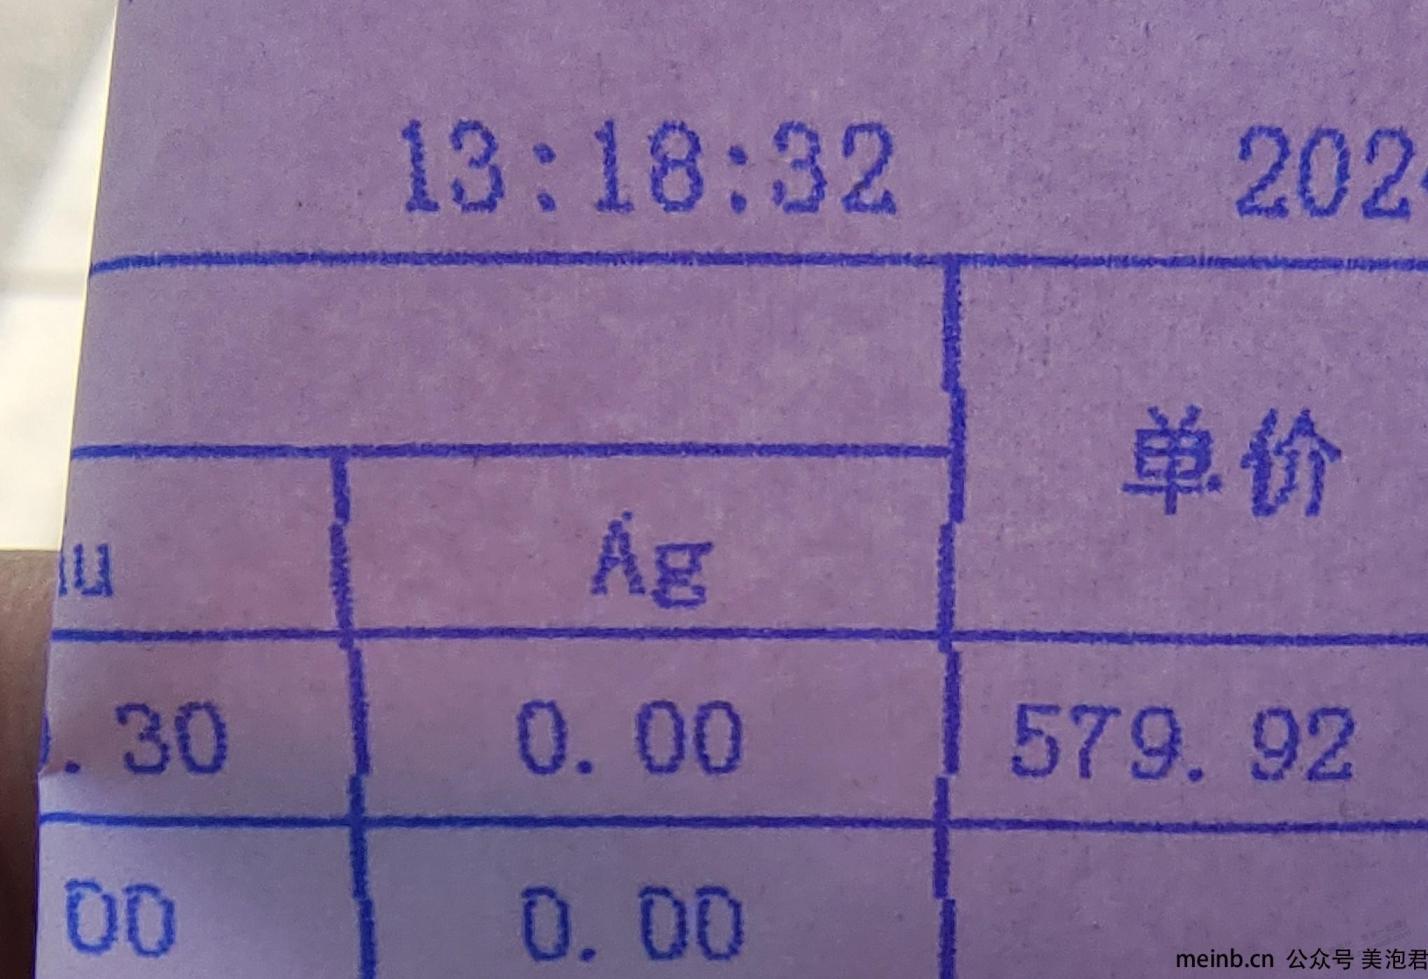 13:18:32 202
单价
u Ag
. 30 0. 00 579. 92
00 0. 00
meinb.cn 公众号 美泡君